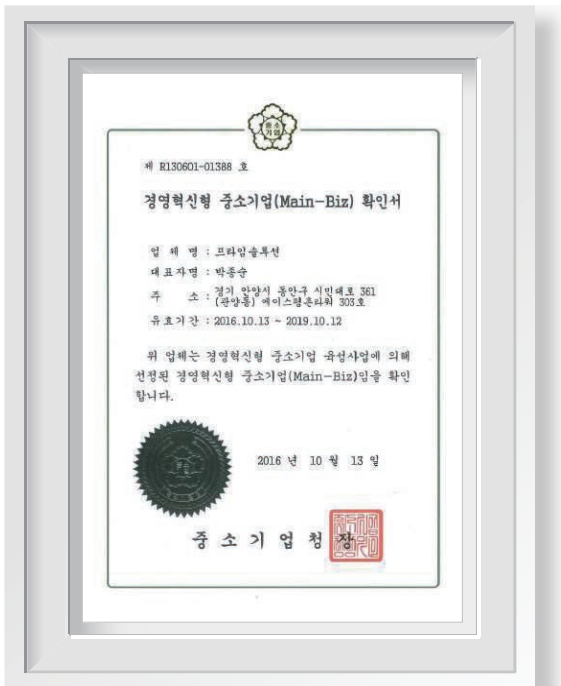 중소
기업
제 R130601-01388 호
경영혁신형 중소기업(Main-Biz) 확인서
업 체 명 : 프라임솔루션
대 표 자 명 : 박종순
주 소 : 경기 안양시 동안구 시민대로 361
(관양동) 에이스평촌타워 303호
유 효 기 간 : 2016.10.13 ~ 2019.10.12
위 업체는 경영혁신형 중소기업 육성사업에 의해
선정된 경영혁신형 중소기업(Main-Biz)임을 확인
합니다.
2016 년 10 월 13 일
중 소 기 업 청 장